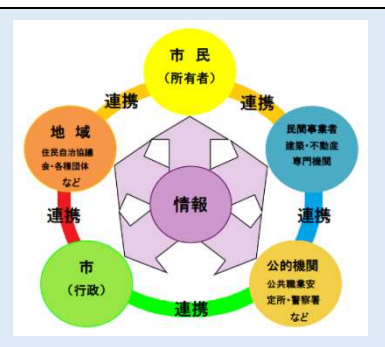 市 民
（所有者）
連携
連携
地 域
住民自治協議
会・各種団体
など
民間事業者
建築・不動産
専門機関
情報
連携
連携
市
（行政）
公的機関
公共職業安
定所・警察署
など
連携